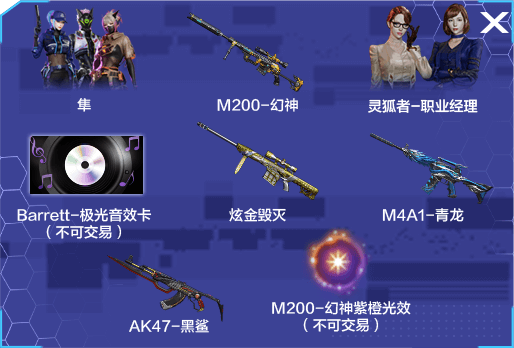 隼
M200-幻神
灵狐者-职业经理
Barrett-极光音效卡
（不可交易）
炫金毁灭
M4A1-青龙
AK47-黑鲨
M200-幻神紫橙光效
（不可交易）